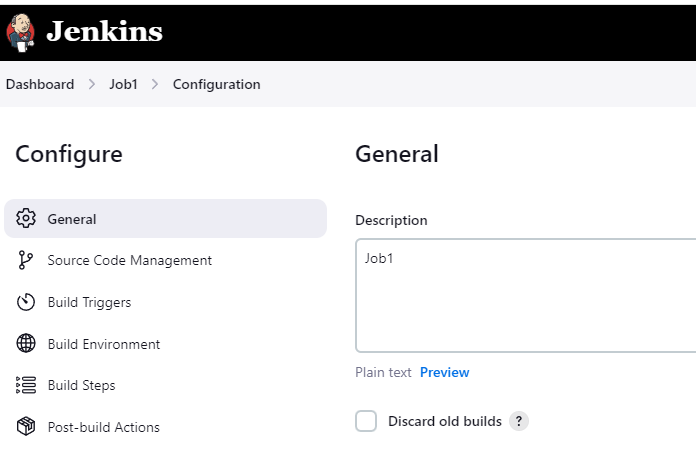 Jenkins
Dashboard > Job1 > Configuration
Configure
General
Source Code Management
Build Triggers
Build Environment
Build Steps
Post-build Actions
General
Description
Job1
Plain text Preview
Discard old builds ?